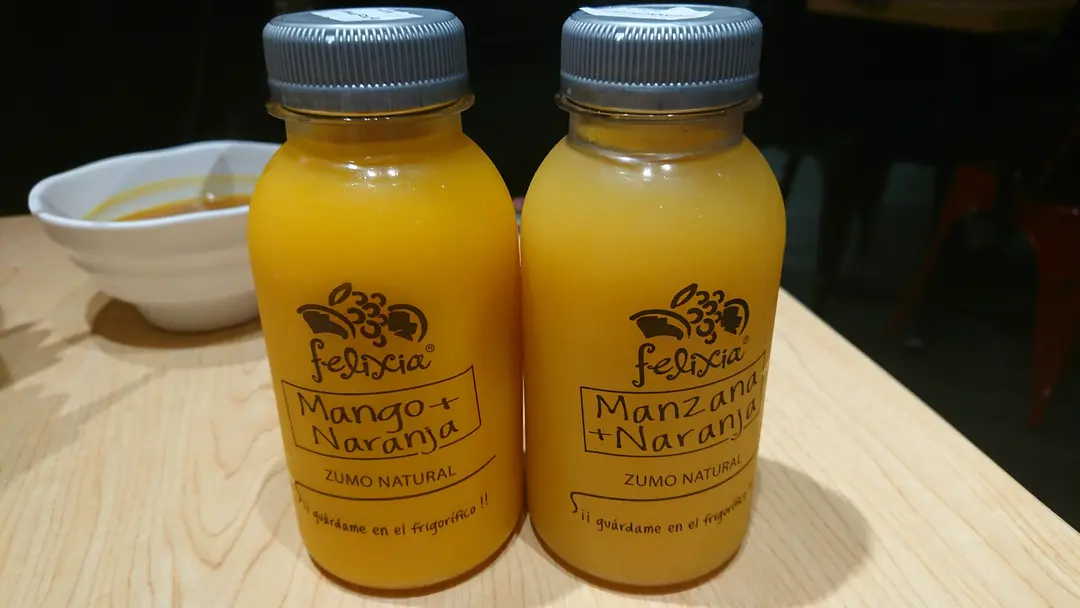 felixia®
Mango +
Naranja
ZUMO NATURAL
¡¡ guárdame en el frigorífico !!
felixia®
Manzana
+Naranja
ZUMO NATURAL
¡¡ guárdame en el frigorífico !!